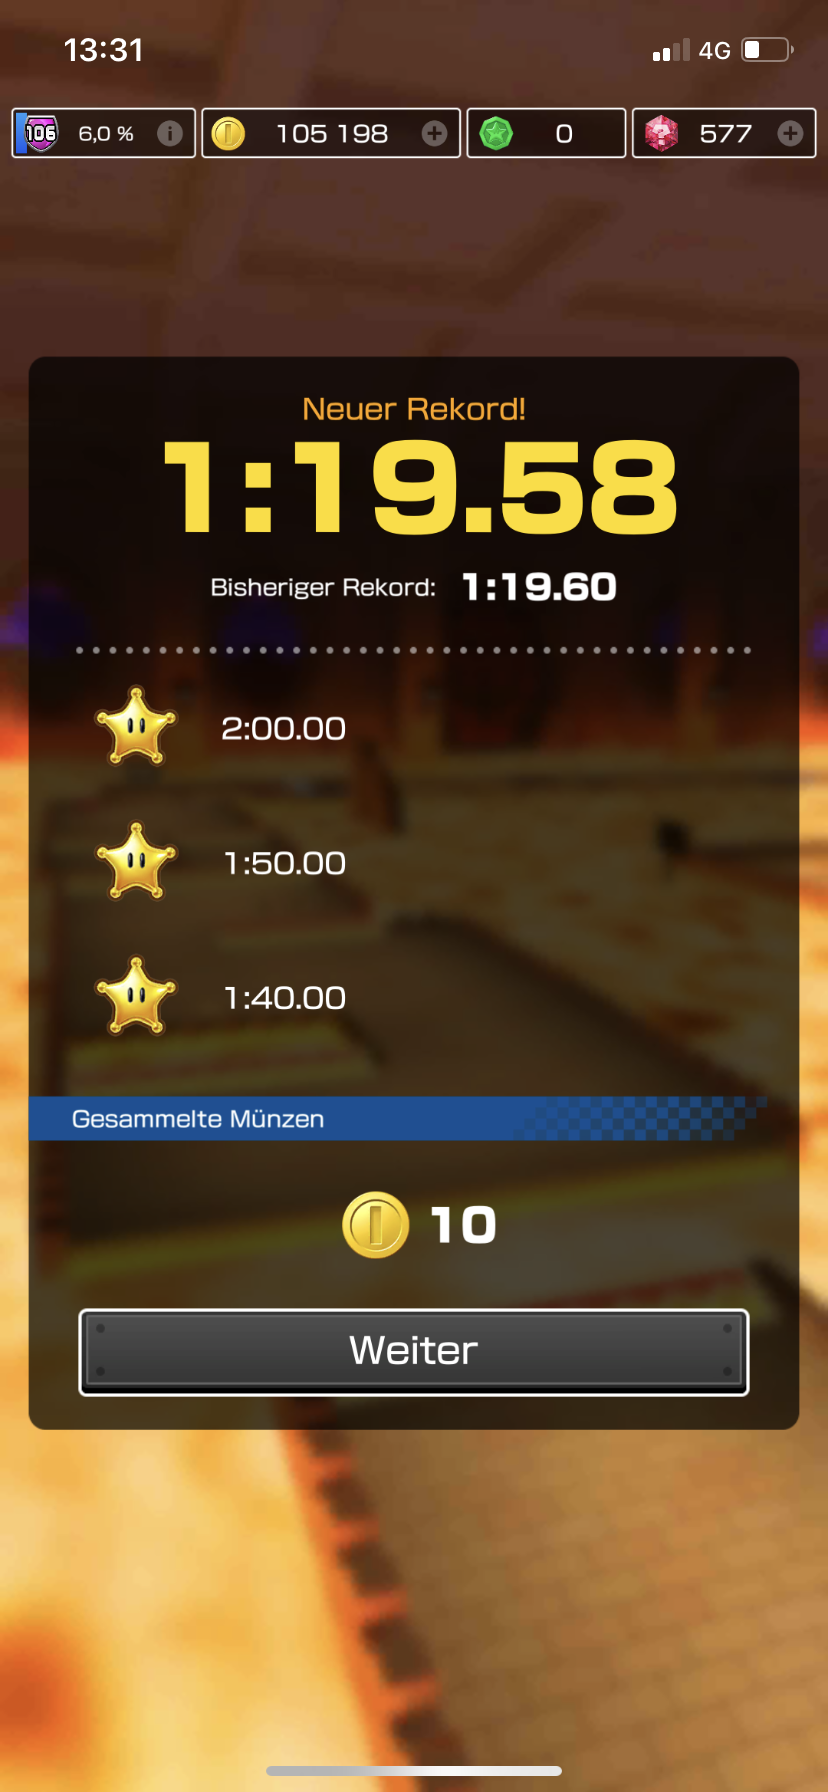 13:31 4G
106 6,0 % i 105 198 + 0 577 +
Neuer Rekord!
1:19.58
Bisheriger Rekord: 1:19.60
2:00.00
1:50.00
1:40.00
Gesammelte Münzen
10
Weiter